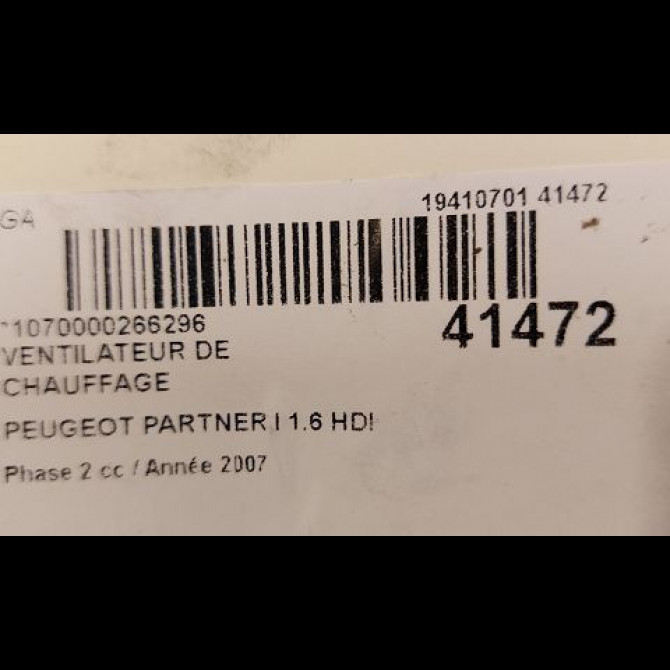 19410701 41472
GA
*1070000266296
41472
VENTILATEUR DE
CHAUFFAGE
PEUGEOT PARTNER I 1.6 HDI
Phase 2 cc / Année 2007